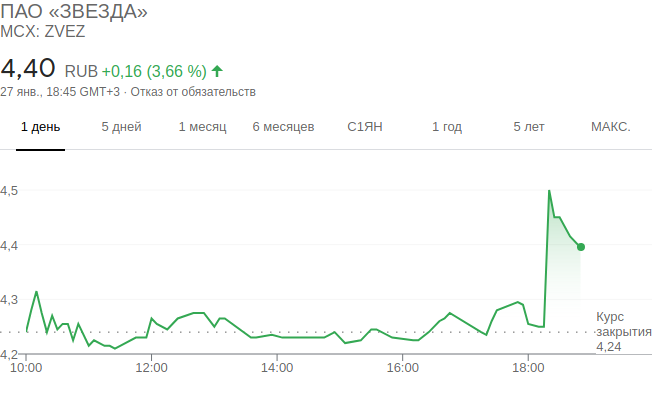 ПАО «ЗВЕЗДА»
MCX: ZVEZ
4,40 RUB +0,16 (3,66 %)
27 янв., 18:45 GMT+3 · Отказ от обязательств
1 день 5 дней 1 месяц 6 месяцев С1ЯН 1 год 5 лет МАКС.
4,5
4,4
4,3
Курс
закрытия
4,24
4,2
10:00 12:00 14:00 16:00 18:00